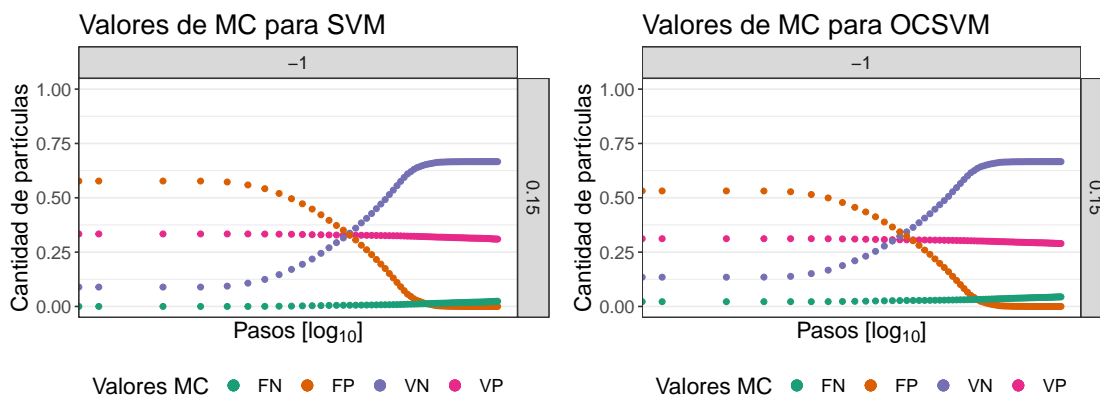 Valores de MC para SVM
−1
Cantidad de partículas
1.00
0.75
0.50
0.25
0.00
0.15
Pasos [log10]
Valores MC FN FP VN VP
Valores de MC para OCSVM
−1
Cantidad de partículas
1.00
0.75
0.50
0.25
0.00
0.15
Pasos [log10]
Valores MC FN FP VN VP